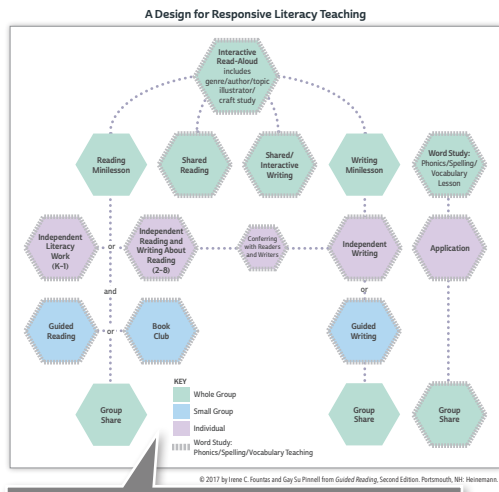 A Design for Responsive Literacy Teaching
Interactive
Read-Aloud
includes
genre/author/topic
illustrator/
craft study
Reading
Minilesson
Shared
Reading
Shared/
Interactive
Writing
Writing
Minilesson
Word Study:
Phonics/Spelling/
Vocabulary
Lesson
Independent
Literacy
Work
(K–1)
or
Independent
Reading and
Writing About
Reading
(2–8)
Conferring
with Readers
and Writers
Independent
Writing
Application
and
or
Guided
Reading
or
Book
Club
Guided
Writing
Group
Share
Group
Share
Group
Share
KEY
Whole Group
Small Group
Individual
Word Study:
Phonics/Spelling/Vocabulary Teaching
© 2017 by Irene C. Fountas and Gay Su Pinnell from Guided Reading, Second Edition. Portsmouth, NH: Heinemann.